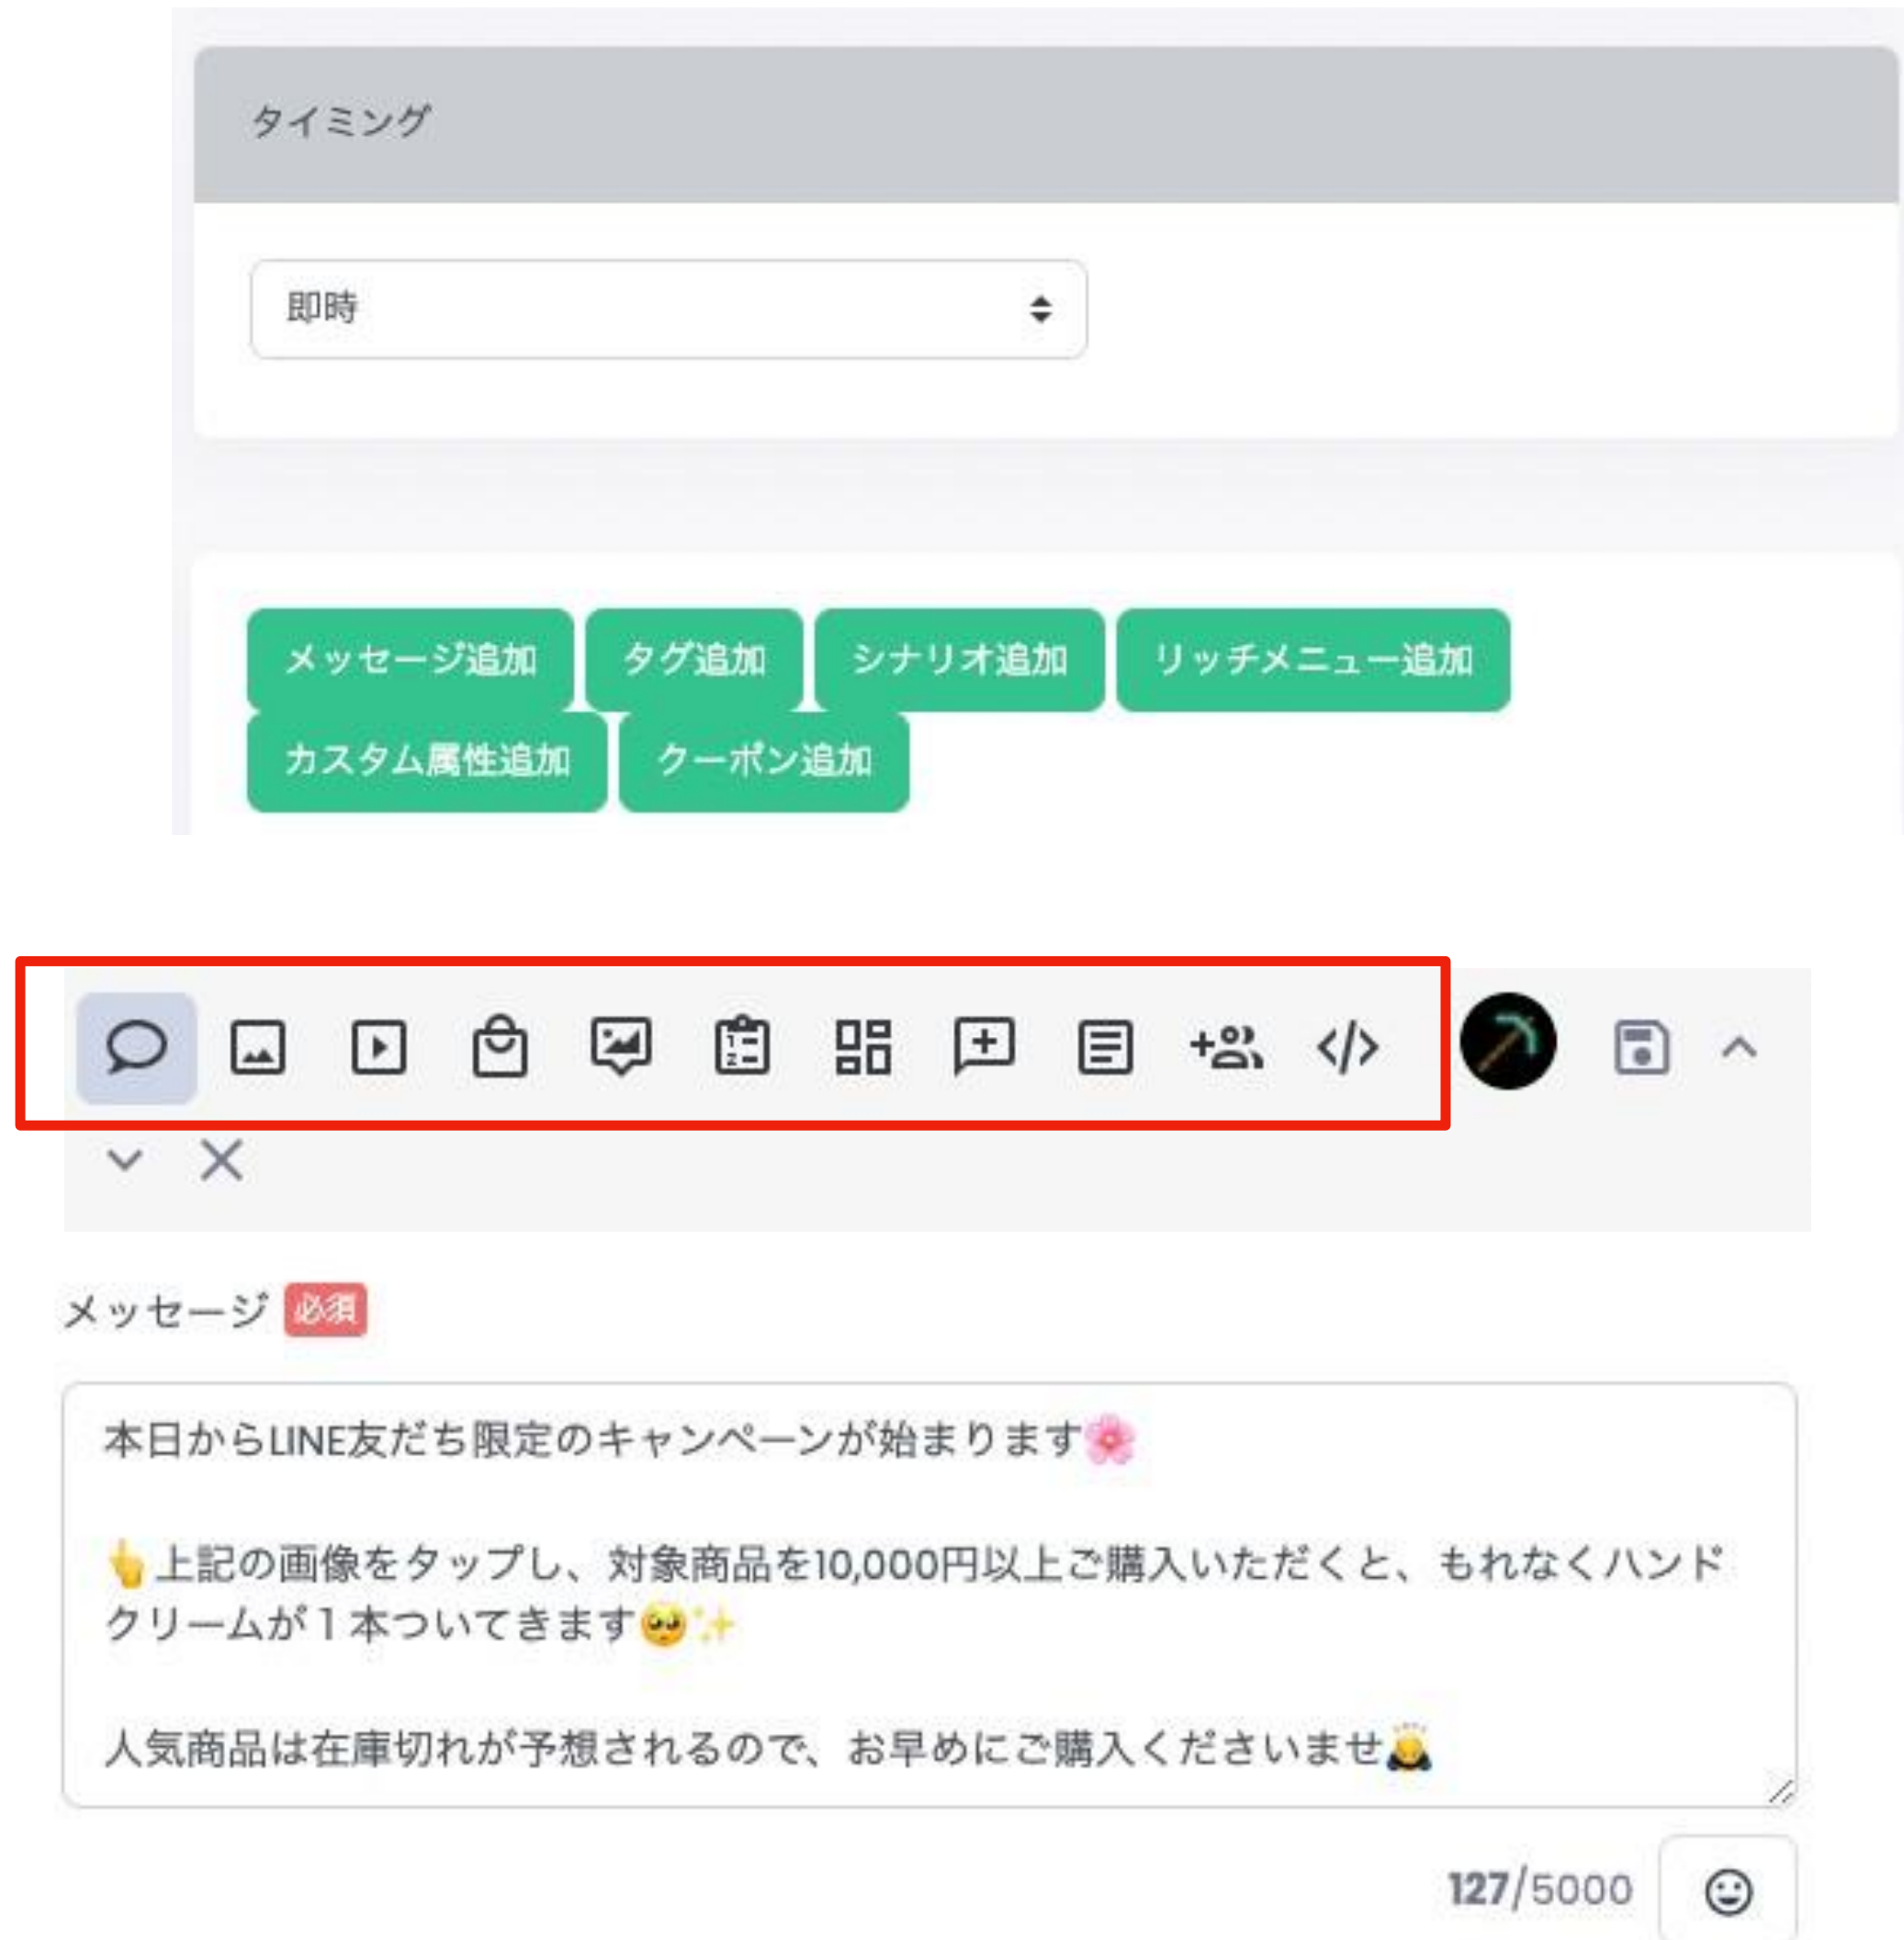 タイミング
即時
メッセージ追加 タグ追加 シナリオ追加 リッチメニュー追加
カスタム属性追加 クーポン追加
メッセージ 必須
本日からLINE友だち限定のキャンペーンが始まります🌸
👆上記の画像をタップし、対象商品を10,000円以上ご購入いただくと、もれなくハンド
クリームが1本ついてきます🥺✨
人気商品は在庫切れが予想されるので、お早めにご購入くださいませ🙇
127/5000